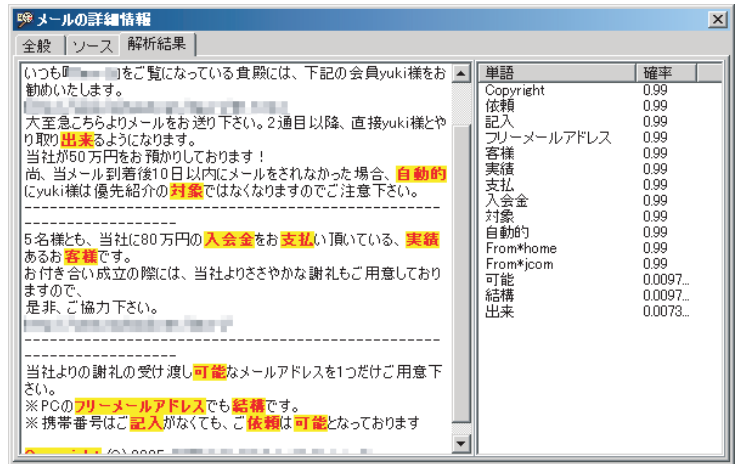 メールの詳細情報
全般 ソース 解析結果
いつも をご覧になっている貴殿には、下記の会員yuki様をお
勧めいたします。
大至急こちらよりメールをお送り下さい。2通目以降、直接yuki様とや
り取り出来るようになります。
当社が50万円をお預かりしております!
尚、当メール到着後10日以内にメールをされなかった場合、自動的
にyuki様は優先紹介の対象ではなくなりますのでご注意下さい。
-----------------------------------------------------
-------------------
5名様とも、当社に80万円の入会金をお支払い頂いている、実績
あるお客様です。
お付き合い成立の際には、当社よりささやかな謝礼もご用意しており
ますので、
是非、ご協力下さい。
-----------------------------------------------------
-------------------
当社よりの謝礼の受け渡し可能なメールアドレスを1つだけご用意下
さい。
※PCのフリーメールアドレスでも結構です。
※携帯番号はご記入がなくても、ご依頼は可能となっております
単語 確率
Copyright 0.99
依頼 0.99
記入 0.99
フリーメールアドレス 0.99
客様 0.99
実績 0.99
支払 0.99
入会金 0.99
対象 0.99
自動的 0.99
From*home 0.99
From*jcom 0.99
可能 0.0097...
結構 0.0097...
出来 0.0073...